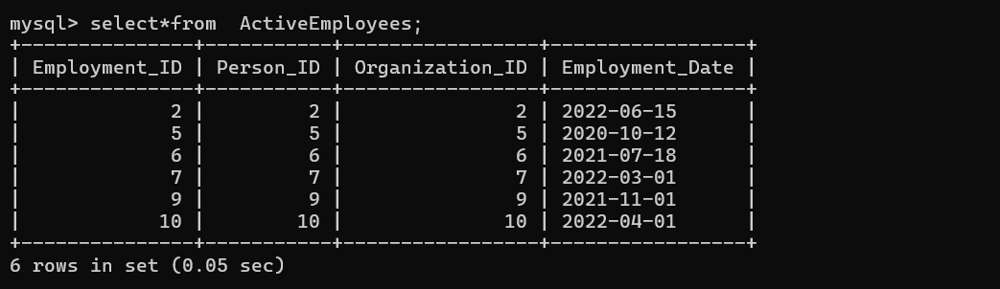 mysql> select*from  ActiveEmployees;
+---------------+-----------+-----------------+-----------------+
| Employment_ID | Person_ID | Organization_ID | Employment_Date |
+---------------+-----------+-----------------+-----------------+
|             2 |         2 |               2 | 2022-06-15      |
|             5 |         5 |               5 | 2020-10-12      |
|             6 |         6 |               6 | 2021-07-18      |
|             7 |         7 |               7 | 2022-03-01      |
|             9 |         9 |               9 | 2021-11-01      |
|            10 |        10 |              10 | 2022-04-01      |
+---------------+-----------+-----------------+-----------------+
6 rows in set (0.05 sec)